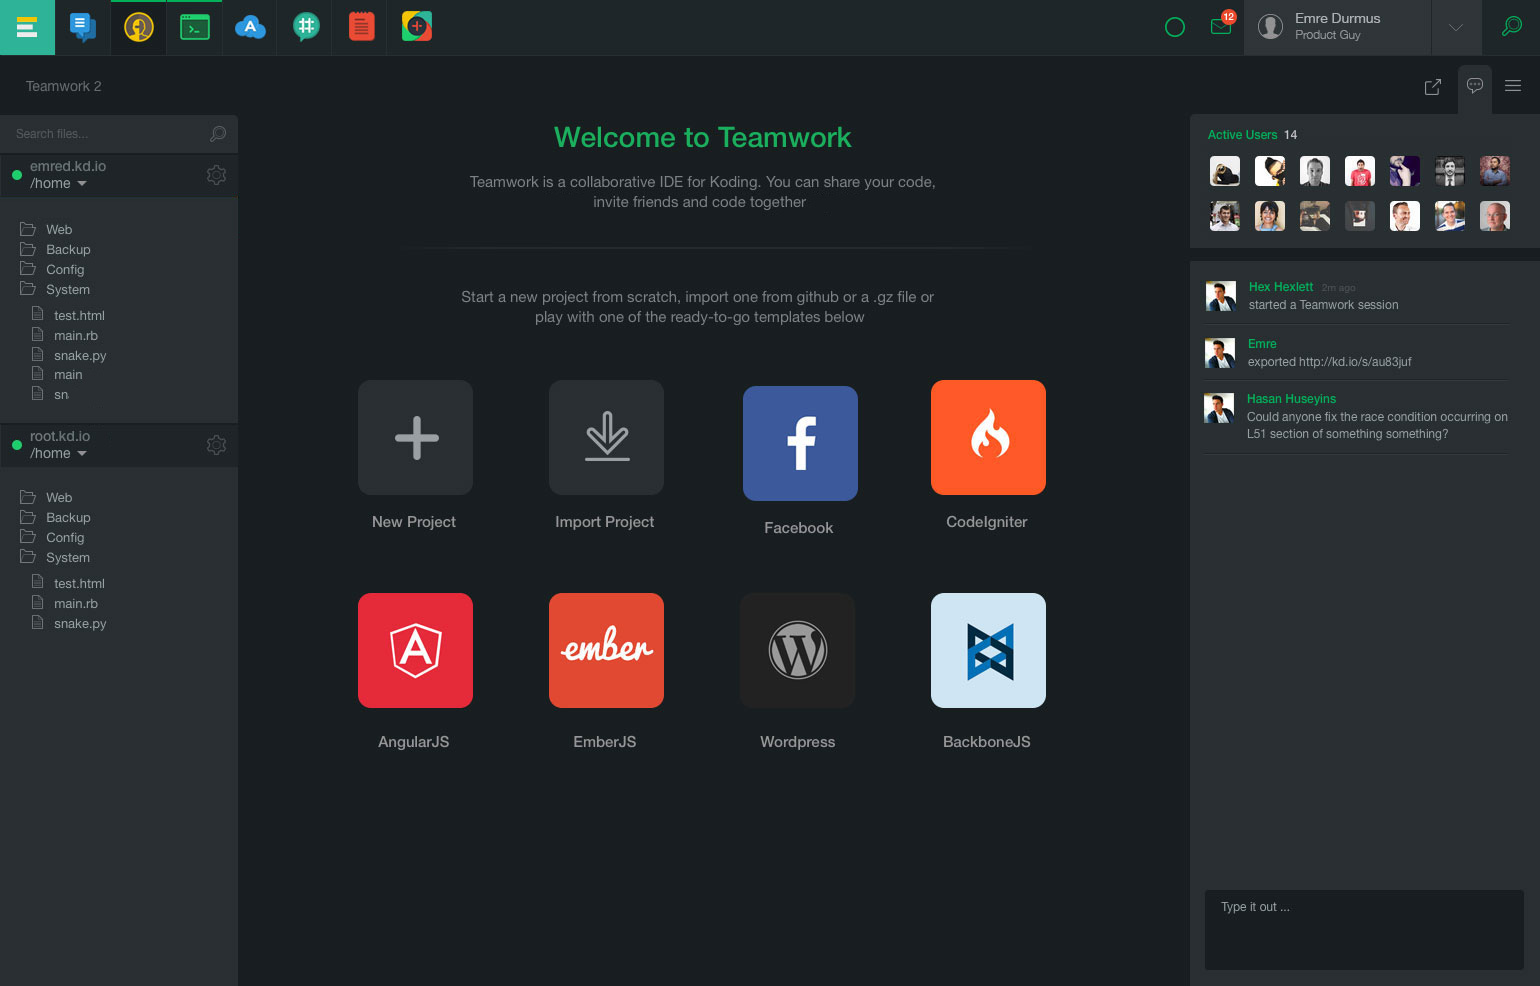 12
Emre Durmus
Product Guy
Teamwork 2
Search files...
emred.kd.io
/home
Web
Backup
Config
System
test.html
main.rb
snake.py
main
sn
root.kd.io
/home
Web
Backup
Config
System
test.html
main.rb
snake.py
Welcome to Teamwork
Teamwork is a collaborative IDE for Koding. You can share your code,
invite friends and code together
Start a new project from scratch, import one from github or a .gz file or
play with one of the ready-to-go templates below
New Project
Import Project
Facebook
CodeIgniter
ember
AngularJS
EmberJS
Wordpress
BackboneJS
Active Users 14
Hex Hexlett 2m ago
started a Teamwork session
Emre
exported http://kd.io/s/au83juf
Hasan Huseyins
Could anyone fix the race condition occurring on
L51 section of something something?
Type it out ...